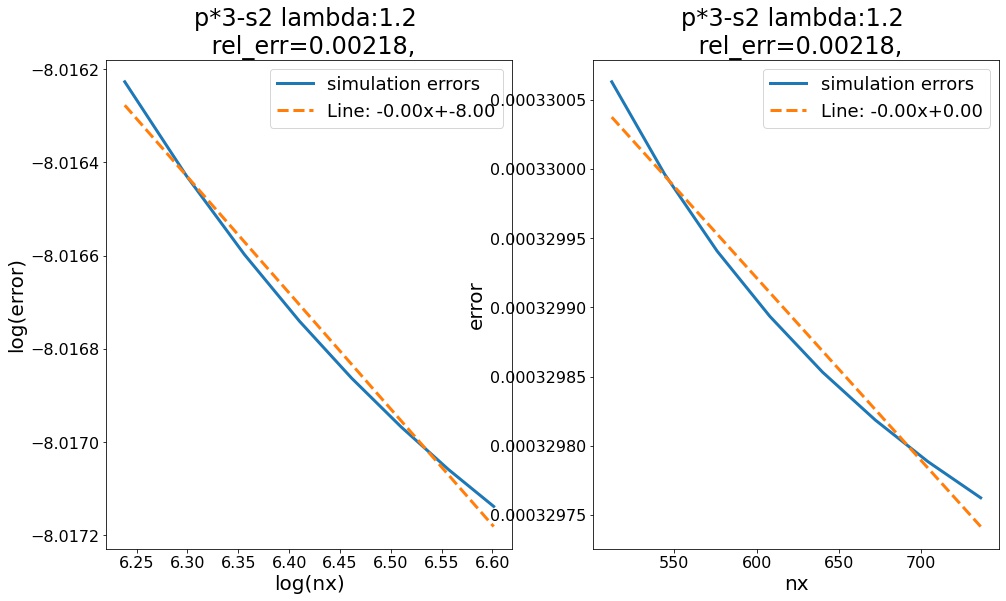 p*3-s2 lambda:1.2
rel_err=0.00218,
simulation errors
Line: -0.00x+-8.00
−8.0162
−8.0164
−8.0166
−8.0168
−8.0170
−8.0172
log(error)
6.25 6.30 6.35 6.40 6.45 6.50 6.55 6.60
log(nx)
p*3-s2 lambda:1.2
rel_err=0.00218,
simulation errors
Line: -0.00x+0.00
0.00033005
0.00033000
0.00032995
0.00032990
0.00032985
0.00032980
0.00032975
error
550 600 650 700
nx